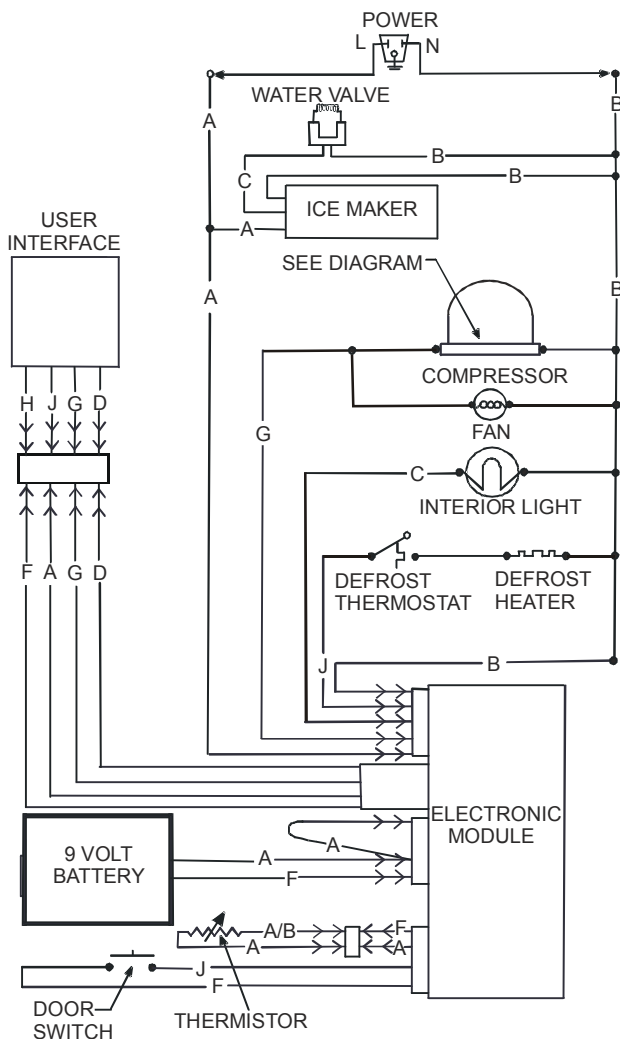 POWER
L
N
WATER VALVE
A
B
B
C
B
ICE MAKER
A
USER
INTERFACE
SEE DIAGRAM
A
B
COMPRESSOR
H J G D
G
FAN
C
INTERIOR LIGHT
F A G D
DEFROST
THERMOSTAT
DEFROST
HEATER
J
B
ELECTRONIC
MODULE
9 VOLT
BATTERY
A
A
F
A/B
F
A
A
J
F
DOOR
SWITCH
THERMISTOR